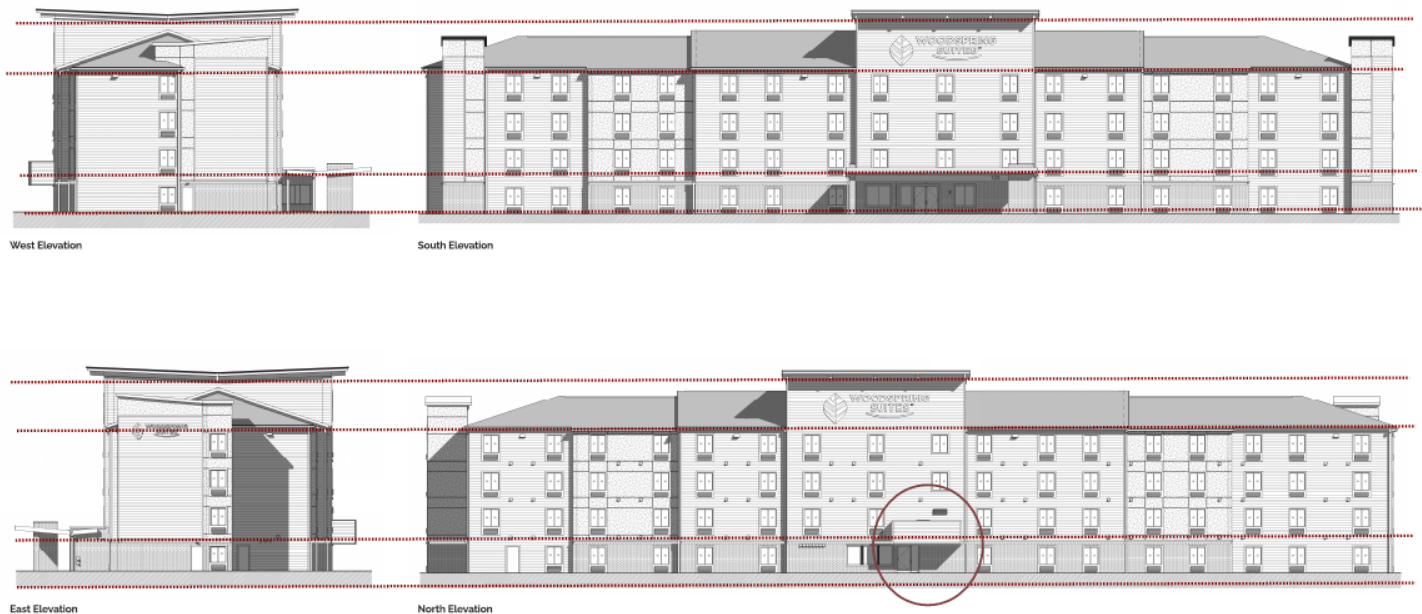 WOODSPRING
SUITES
West Elevation
South Elevation
WOODSPRING
SUITES
East Elevation
North Elevation